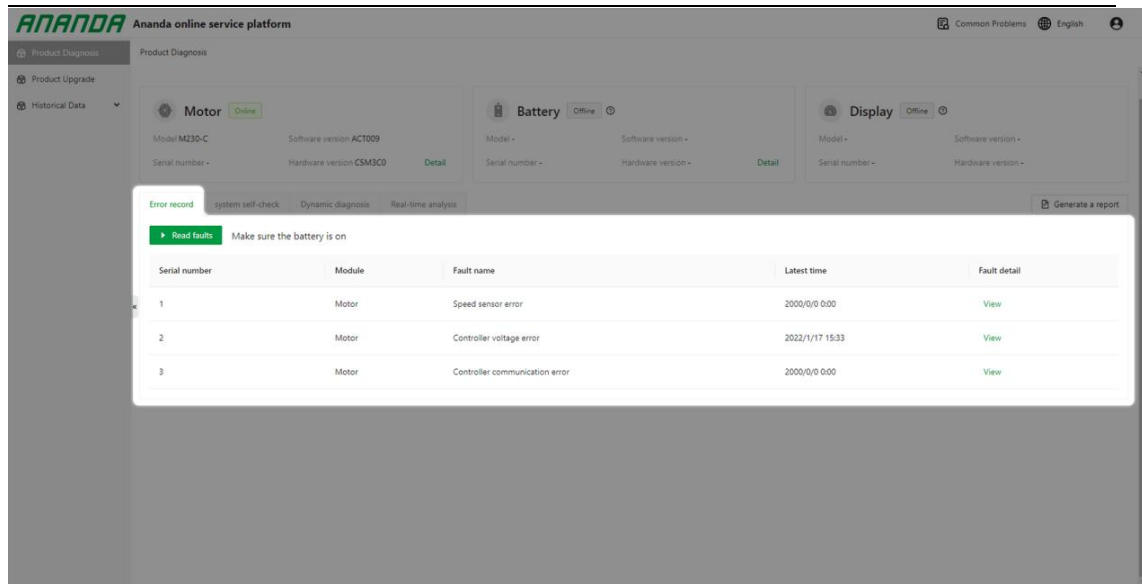 ANANDA Ananda online service platform Common Problems English
Product Diagnosis Product Diagnosis
Product Upgrade
Historical Data
Motor Online Battery Offline Display Offline
Model M230-C Software version ACT009 Model - Software version - Model - Software version -
Serial number - Hardware version CSM3C0 Detail Serial number - Hardware version - Detail Serial number - Hardware version -
Error record system self-check Dynamic diagnosis Real-time analysis Generate a report
Read faults Make sure the battery is on
Serial number Module Fault name Latest time Fault detail
1 Motor Speed sensor error 2000/0/0 0:00 View
2 Motor Controller voltage error 2022/1/17 15:33 View
3 Motor Controller communication error 2000/0/0 0:00 View